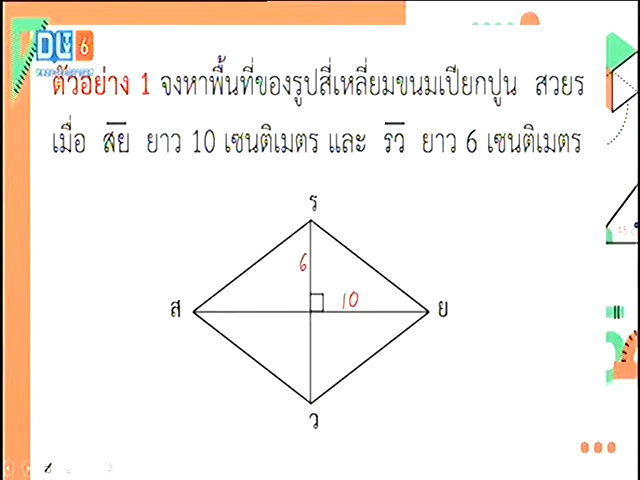 DL 6
ตัวอย่าง 1 จงหาพื้นที่ของรูปสี่เหลี่ยมขนมเปียกปูน สวยร
เมื่อ สย ยาว 10 เซนติเมตร และ รว ยาว 6 เซนติเมตร
ร
6
10
ส
ย
ว